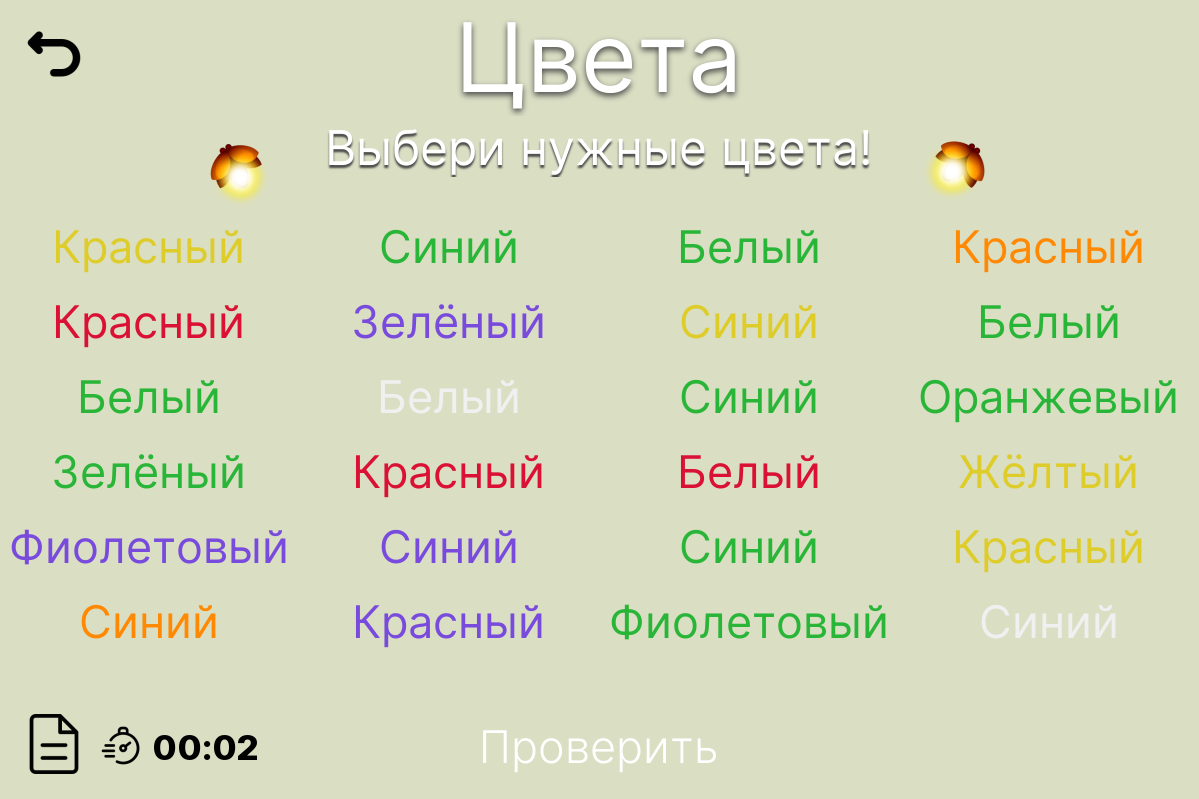 Цвета
Выбери нужные цвета!
Красный Синий Белый Красный
Красный Зелёный Синий Белый
Белый Белый Синий Оранжевый
Зелёный Красный Белый Жёлтый
Фиолетовый Синий Синий Красный
Синий Красный Фиолетовый Синий
00:02 Проверить